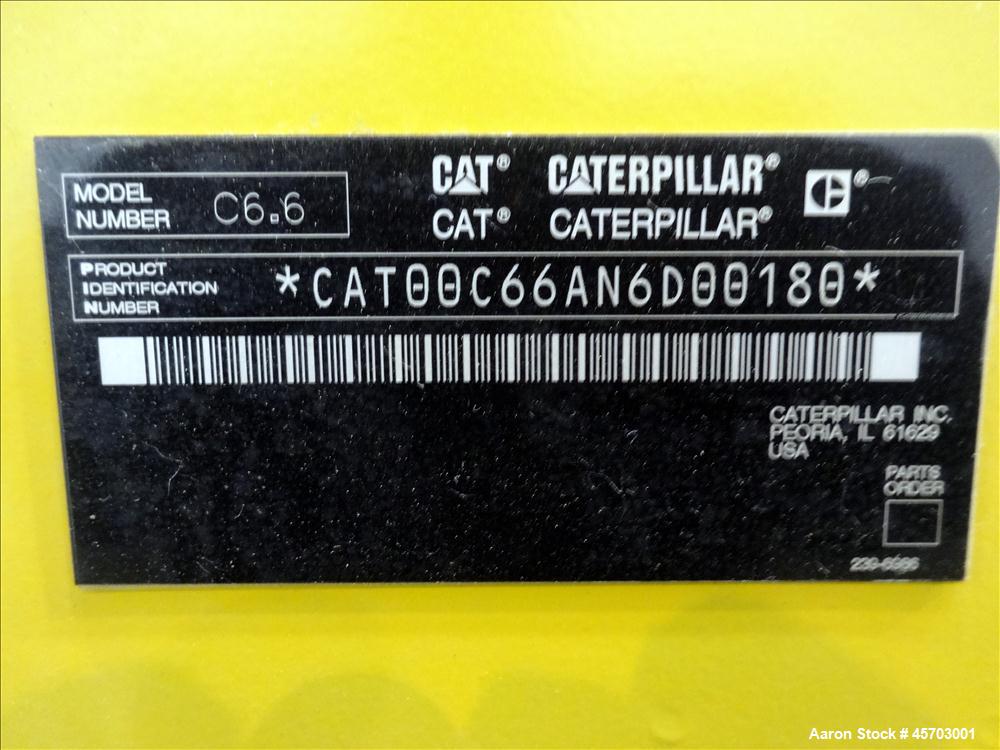 MODEL NUMBER C6.6
CAT® CATERPILLAR®
CAT® CATERPILLAR®
PRODUCT IDENTIFICATION NUMBER *CAT00C66AN6D00180*
CATERPILLAR INC.
PEORIA, IL 61629
USA
PARTS
ORDER
239-6986
Aaron Stock # 45703001